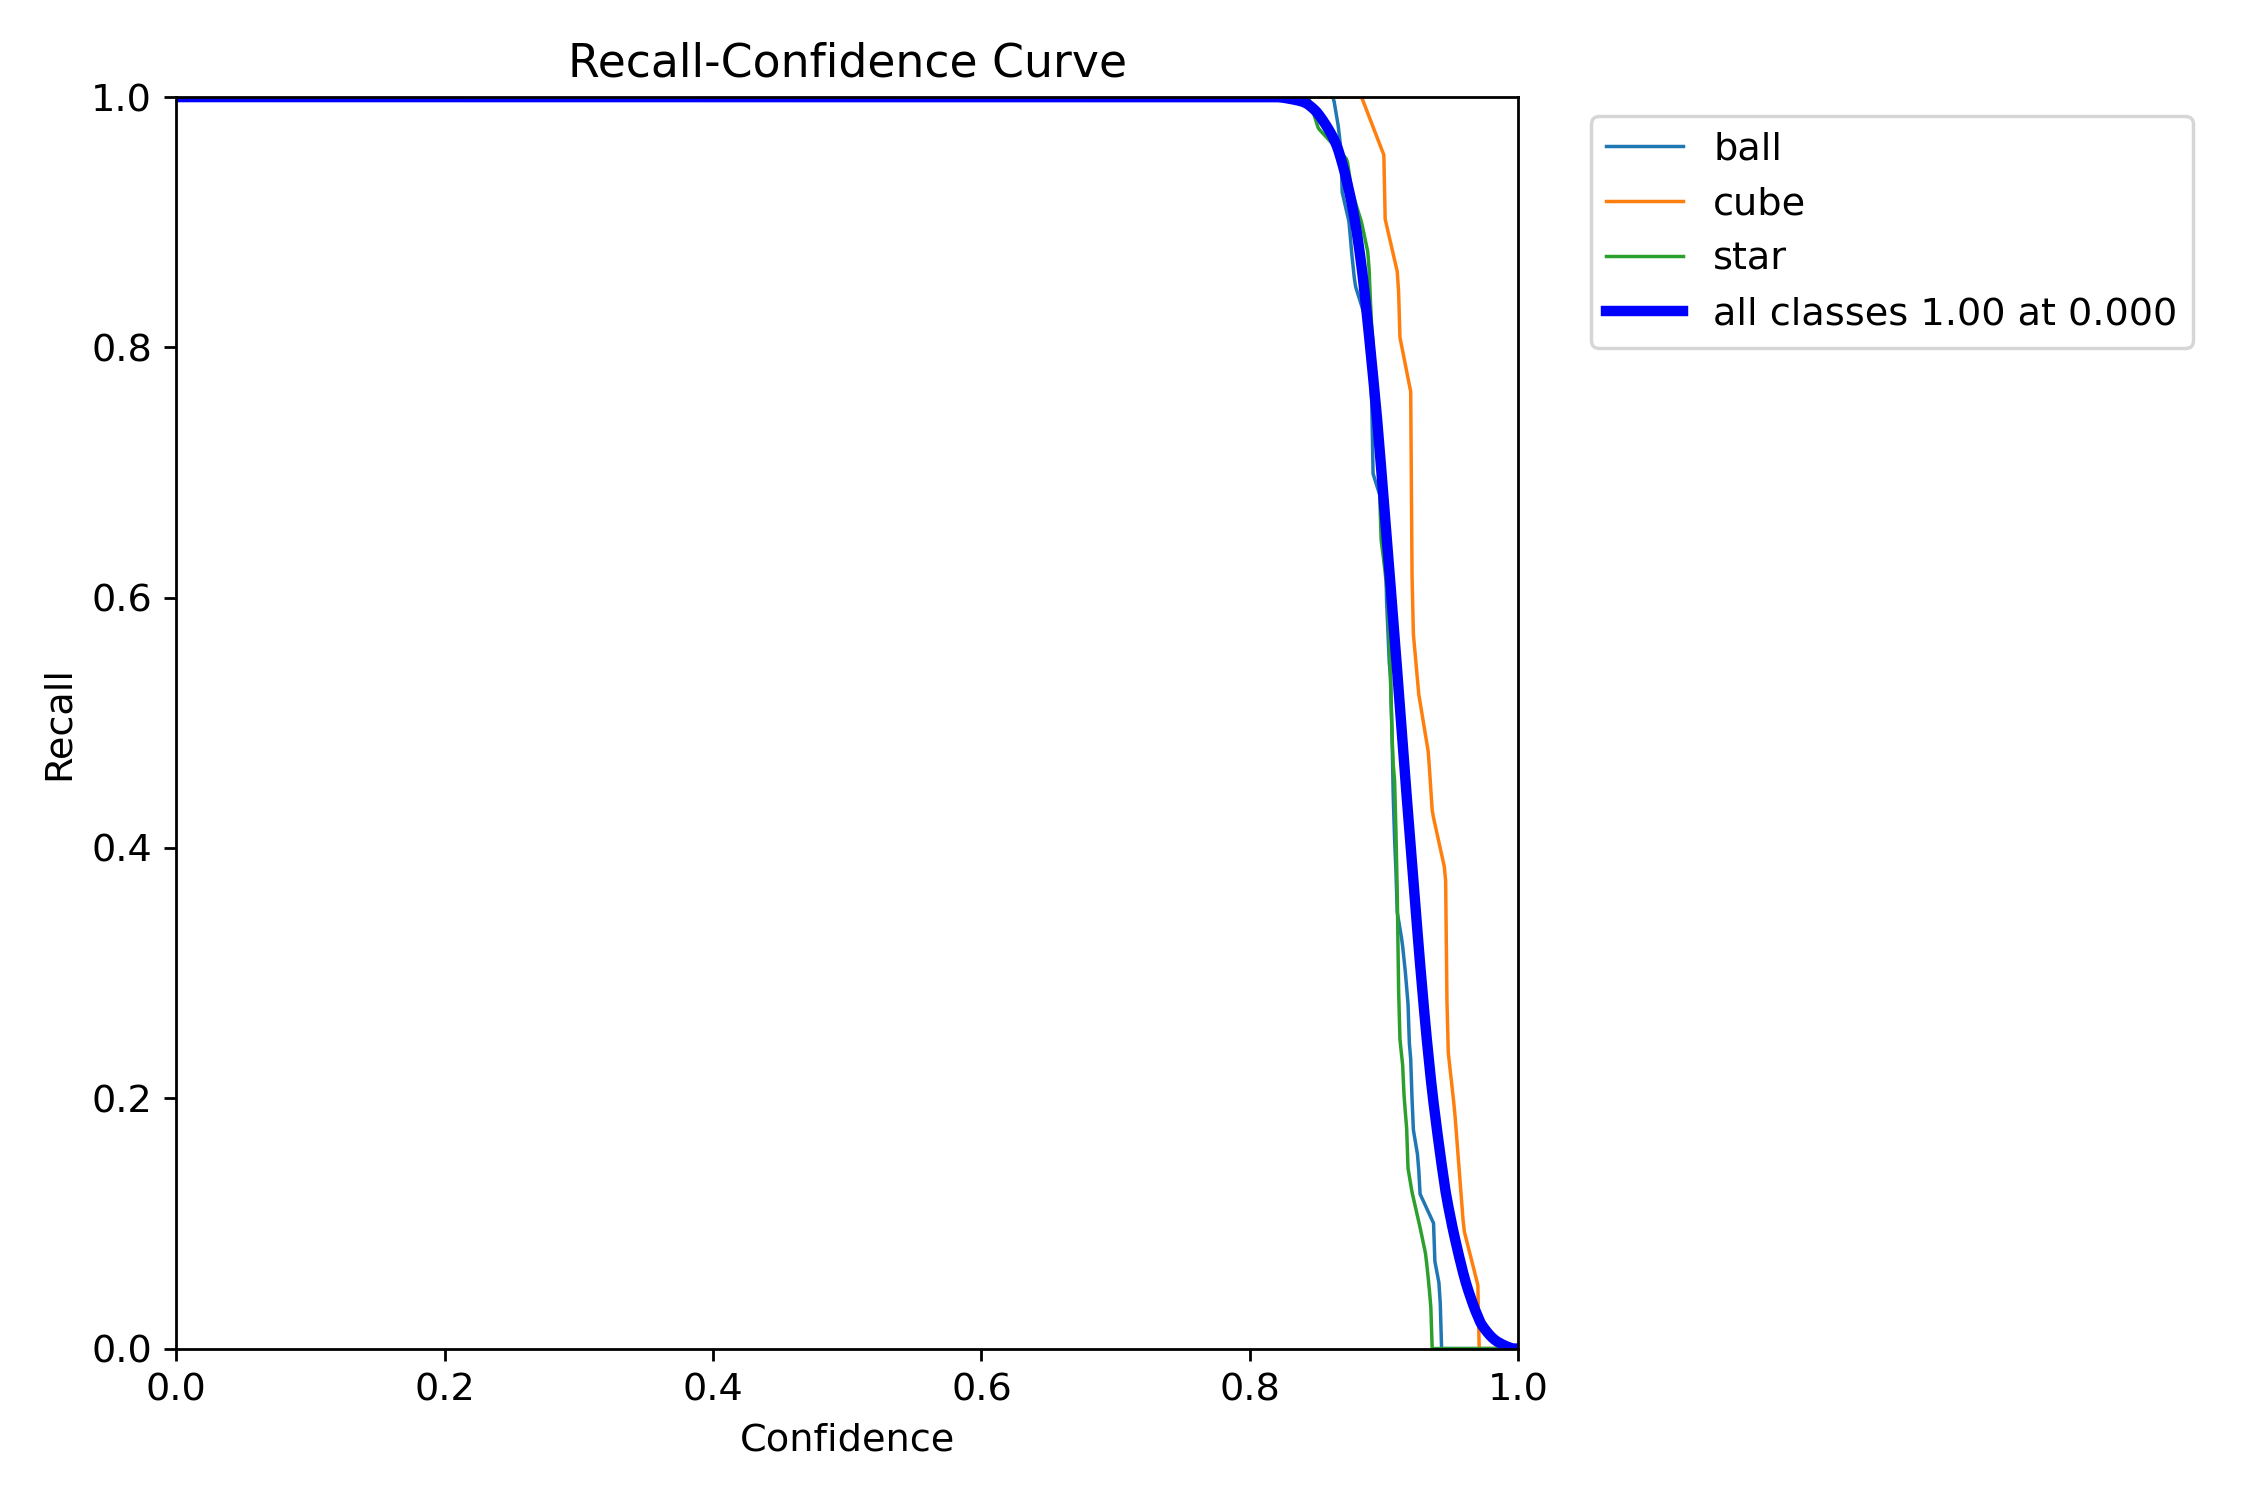 Recall-Confidence Curve
1.0
0.8
0.6
0.4
0.2
0.0
Recall
0.0 0.2 0.4 0.6 0.8 1.0
Confidence
ball
cube
star
all classes 1.00 at 0.000